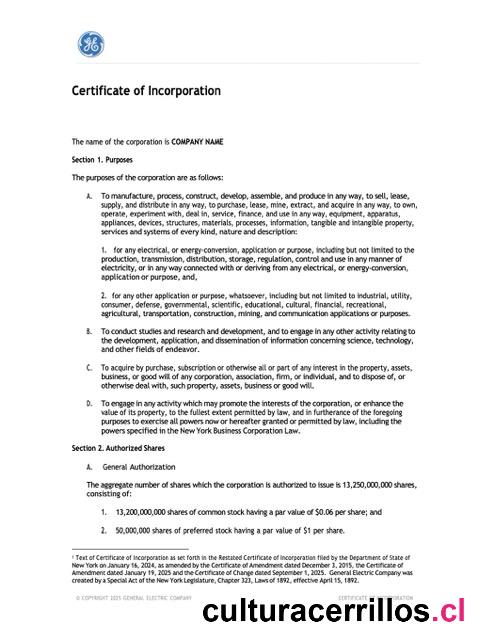 Certificate of Incorporation
The name of the corporation is COMPANY NAME
Section 1. Purposes
The purposes of the corporation are as follows:
A. To manufacture, process, construct, develop, assemble, and produce in any way, to sell, lease,
supply, and distribute in any way, to purchase, lease, mine, extract, and acquire in any way, to own,
operate, experiment with, deal in, service, finance, and use in any way, equipment, apparatus,
appliances, devices, structures, materials, processes, information, tangible and intangible property,
services and systems of every kind, nature and description:
1. for any electrical, or energy-conversion, application or purpose, including but not limited to the
production, transmission, distribution, storage, regulation, control and use in any manner of
electricity, or in any way connected with or deriving from any electrical, or energy-conversion,
application or purpose, and,
2. for any other application or purpose, whatsoever, including but not limited to industrial, utility,
consumer, defense, governmental, scientific, educational, cultural, financial, recreational,
agricultural, transportation, construction, mining, and communication applications or purposes.
B. To conduct studies and research and development, and to engage in any other activity relating to
the development, application, and dissemination of information concerning science, technology,
and other fields of endeavor.
C. To acquire by purchase, subscription or otherwise all or part of any interest in the property, assets,
business, or good will of any corporation, association, firm, or individual, and to dispose of, or
otherwise deal with, such property, assets, business or good will.
D. To engage in any activity which may promote the interests of the corporation, or enhance the
value of its property, to the fullest extent permitted by law, and in furtherance of the foregoing
purposes to exercise all powers now or hereafter granted or permitted by law, including the
powers specified in the New York Business Corporation Law.
Section 2. Authorized Shares
A. General Authorization
The aggregate number of shares which the corporation is authorized to issue is 13,250,000,000 shares,
consisting of:
1. 13,200,000,000 shares of common stock having a par value of $0.06 per share; and
2. 50,000,000 shares of preferred stock having a par value of $1 per share.
¹ Text of Certificate of Incorporation as set forth in the Restated Certificate of Incorporation filed by the Department of State of
New York on January 16, 2024, as amended by the Certificate of Amendment dated December 3, 2015, the Certificate of
Amendment dated January 19, 2025 and the Certificate of Change dated September 1, 2025. General Electric Company was
created by a Special Act of the New York Legislature, Chapter 323, Laws of 1892, effective April 15, 1892.
© COPYRIGHT 2025 GENERAL ELECTRIC COMPANY CERTIFICATE OF INCORPORATION
culturacerrillos.cl